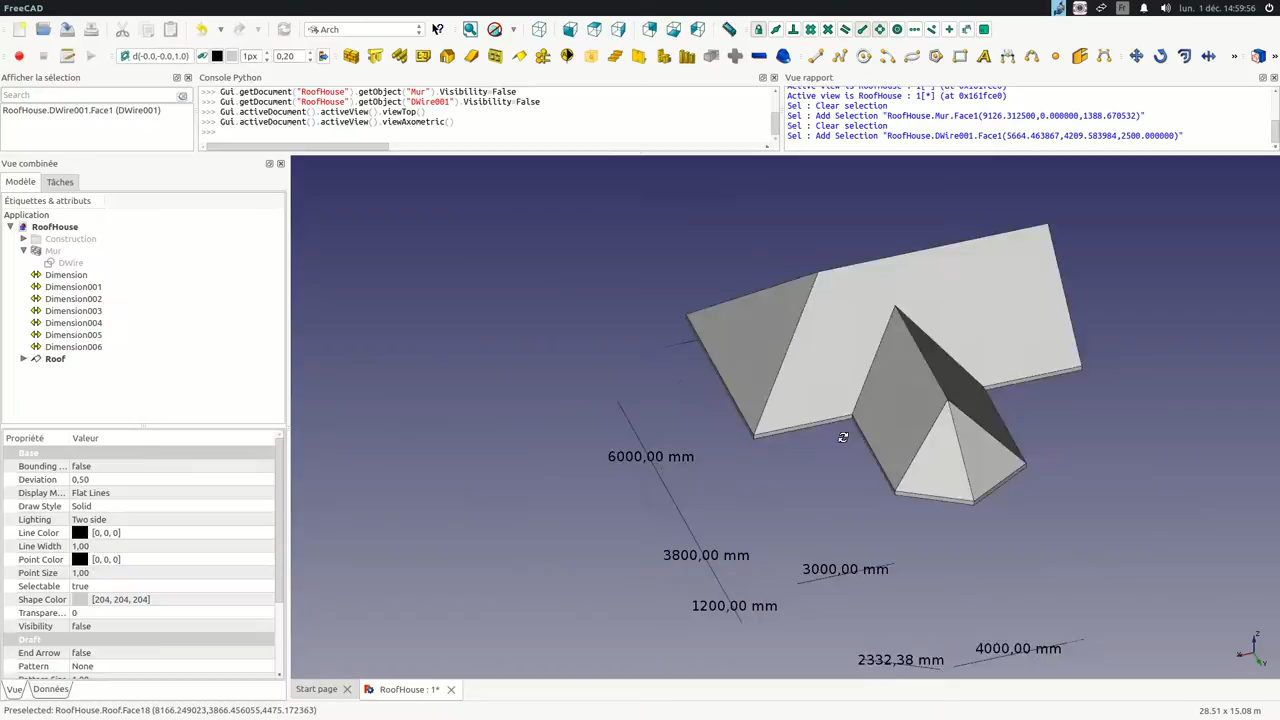 FreeCAD
Fr
lun. 1 déc. 14:59:56
Arch
d(-0.0,-0.0,1.0)
1px
0,20
Afficher la sélection
Console Python
Vue rapport
Search
RoofHouse.DWire001.Face1 (DWire001)
>>> Gui.getDocument("RoofHouse").getObject("Mur").Visibility=False
>>> Gui.getDocument("RoofHouse").getObject("DWire001").Visibility=False
>>> Gui.activeDocument().activeView().viewTop()
>>> Gui.activeDocument().activeView().viewAxometric()
>>>
Active view is RoofHouse : 1[*] (at 0x161fce0)
Sel : Clear selection
Sel : Add Selection "RoofHouse.Mur.Face1(9126.312500,0.000000,1388.670532)"
Sel : Clear selection
Sel : Add Selection "RoofHouse.DWire001.Face1(5664.463867,4209.583984,2500.000000)"
Vue combinée
Modèle
Tâches
Étiquettes & attributs
Application
RoofHouse
Construction
Mur
DWire
Dimension
Dimension001
Dimension002
Dimension003
Dimension004
Dimension005
Dimension006
Roof
Propriété Valeur
Base
Bounding ... false
Deviation 0,50
Display M... Flat Lines
Draw Style Solid
Lighting Two side
Line Color [0, 0, 0]
Line Width 1,00
Point Color [0, 0, 0]
Point Size 1,00
Selectable true
Shape Color [204, 204, 204]
Transpare... 0
Visibility false
Draft
End Arrow false
Pattern None
Vue
Données
6000,00 mm
3800,00 mm
3000,00 mm
1200,00 mm
4000,00 mm
2332,38 mm
Z
X
Y
Start page
RoofHouse : 1*
Preselected: RoofHouse.Roof.Face18 (8166.249023,3866.456055,4475.172363)
28.51 x 15.08 m